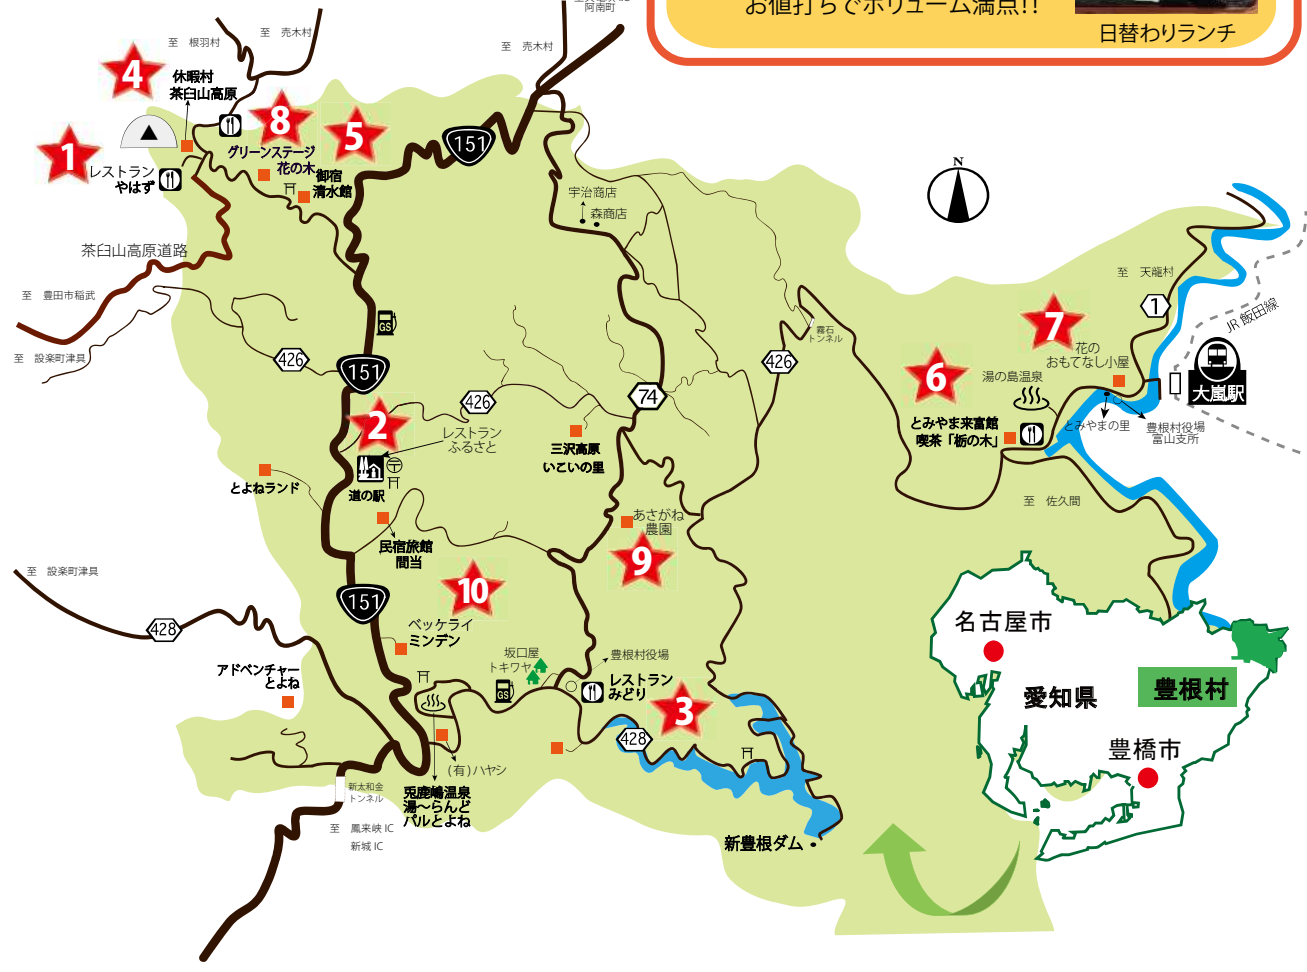 阿南町
お値打ちでボリューム満点!!
日替わりランチ
至 根羽村
至 売木村
至 売木村
4
休暇村
茶臼山高原
8
5
151
グリーンステージ
花の木
御宿
清水館
1
レストラン
やはず
N
宇治商店
森商店
茶臼山高原道路
至 豊田市稲武
至 設楽町津具
GS
426
151
426
2
レストラン
ふるさと
道の駅
とよねランド
民宿旅館
間当
74
三沢高原
いこいの里
426
霧石
トンネル
あさがね
農園
9
6
とみやま来富館
喫茶「栃の木」
7
花の
おもてなし小屋
湯の島温泉
至 天龍村
1
JR 飯田線
大嵐駅
とみやまの里
豊根村役場
富山支所
至 佐久間
至 設楽町津具
428
151
10
ベッケライ
ミンデン
アドベンチャー
とよね
坂口屋
トキワヤ
GS
豊根村役場
レストラン
みどり
3
428
(有)ハヤシ
兎鹿嶋温泉
湯〜らんど
パルとよね
新太和金
トンネル
至 鳳来峡 IC
新城 IC
新豊根ダム
名古屋市
愛知県
豊根村
豊橋市